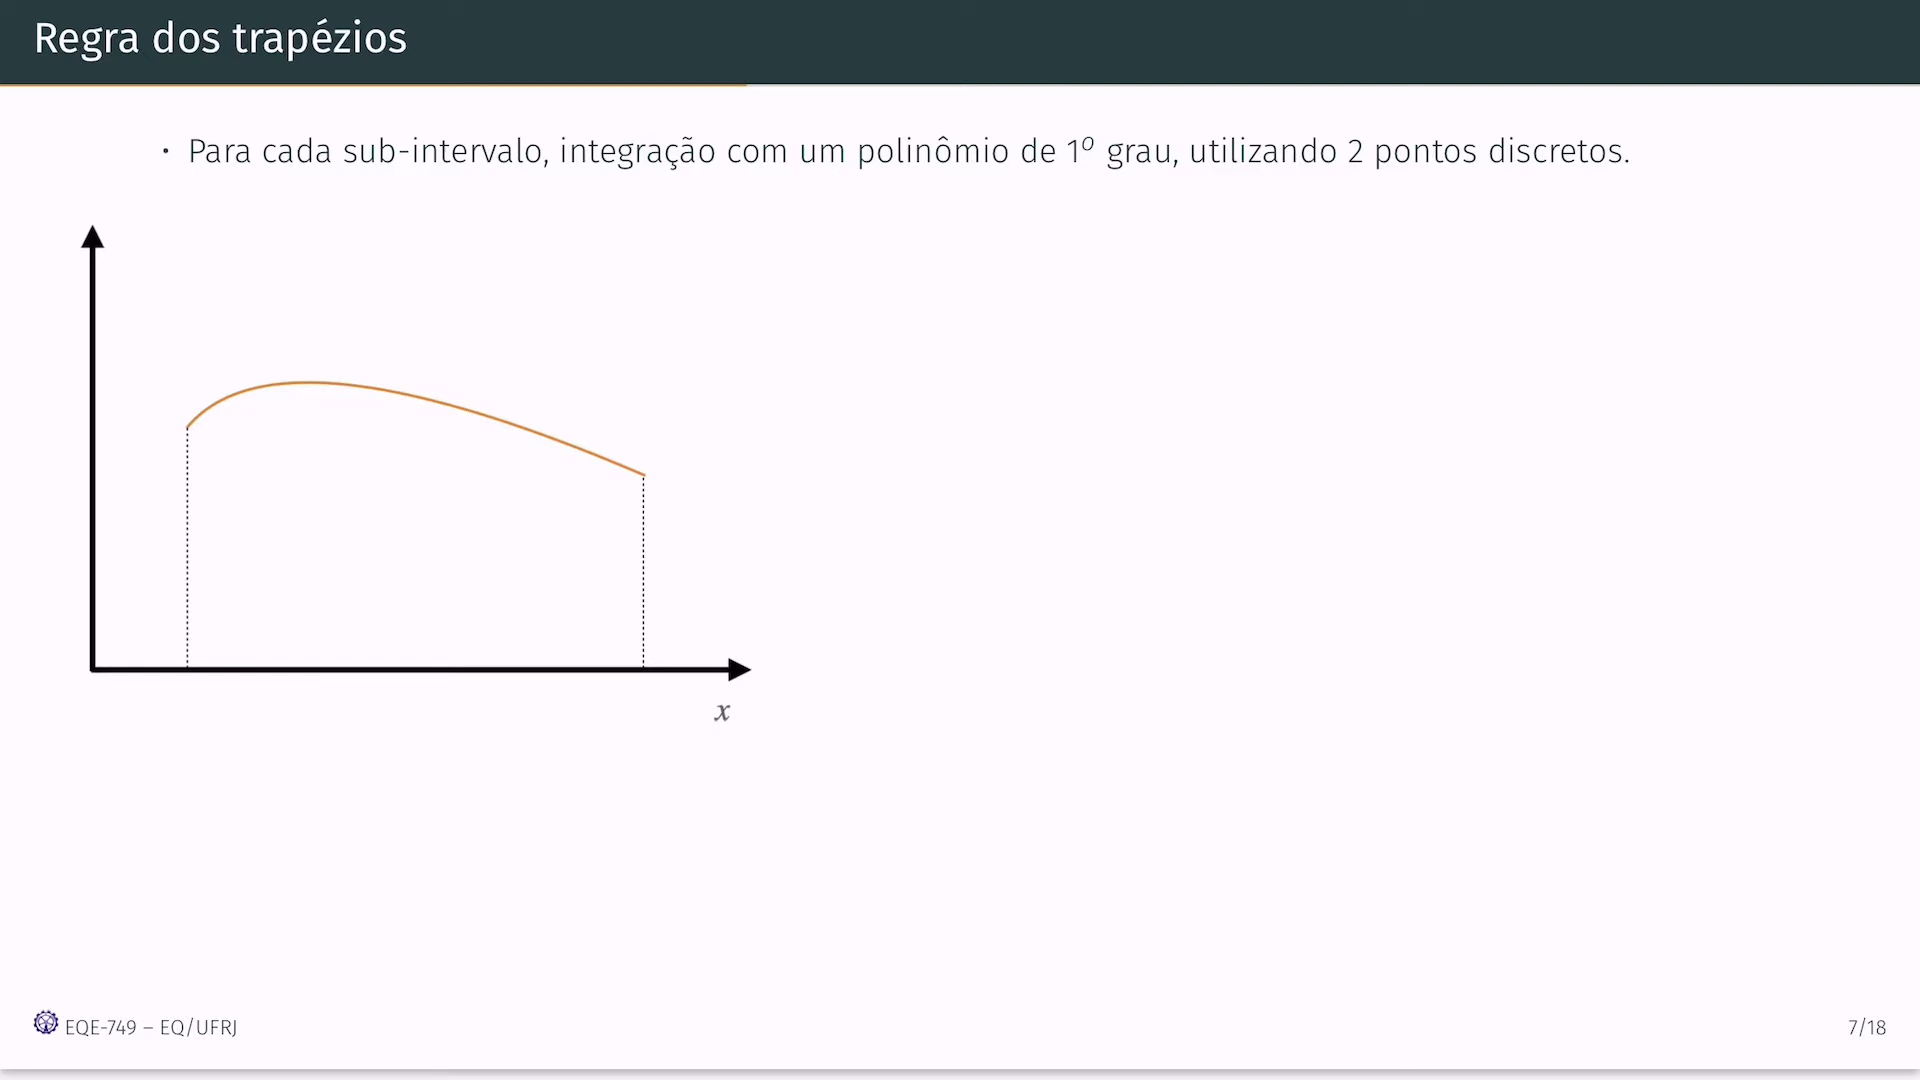 Regra dos trapézios
· Para cada sub-intervalo, integração com um polinômio de 1º grau, utilizando 2 pontos discretos.
x
EQE-749 – EQ/UFRJ
7/18